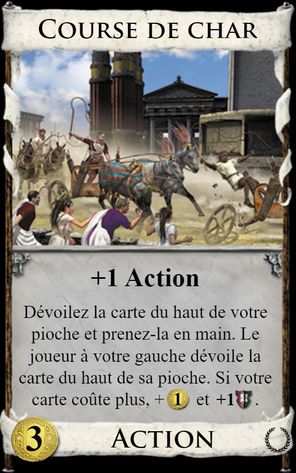 Course de char
+1 Action
Dévoilez la carte du haut de votre
pioche et prenez-la en main. Le
joueur à votre gauche dévoile la
carte du haut de sa pioche. Si votre
carte coûte plus, + 1 et +1 .
3 Action